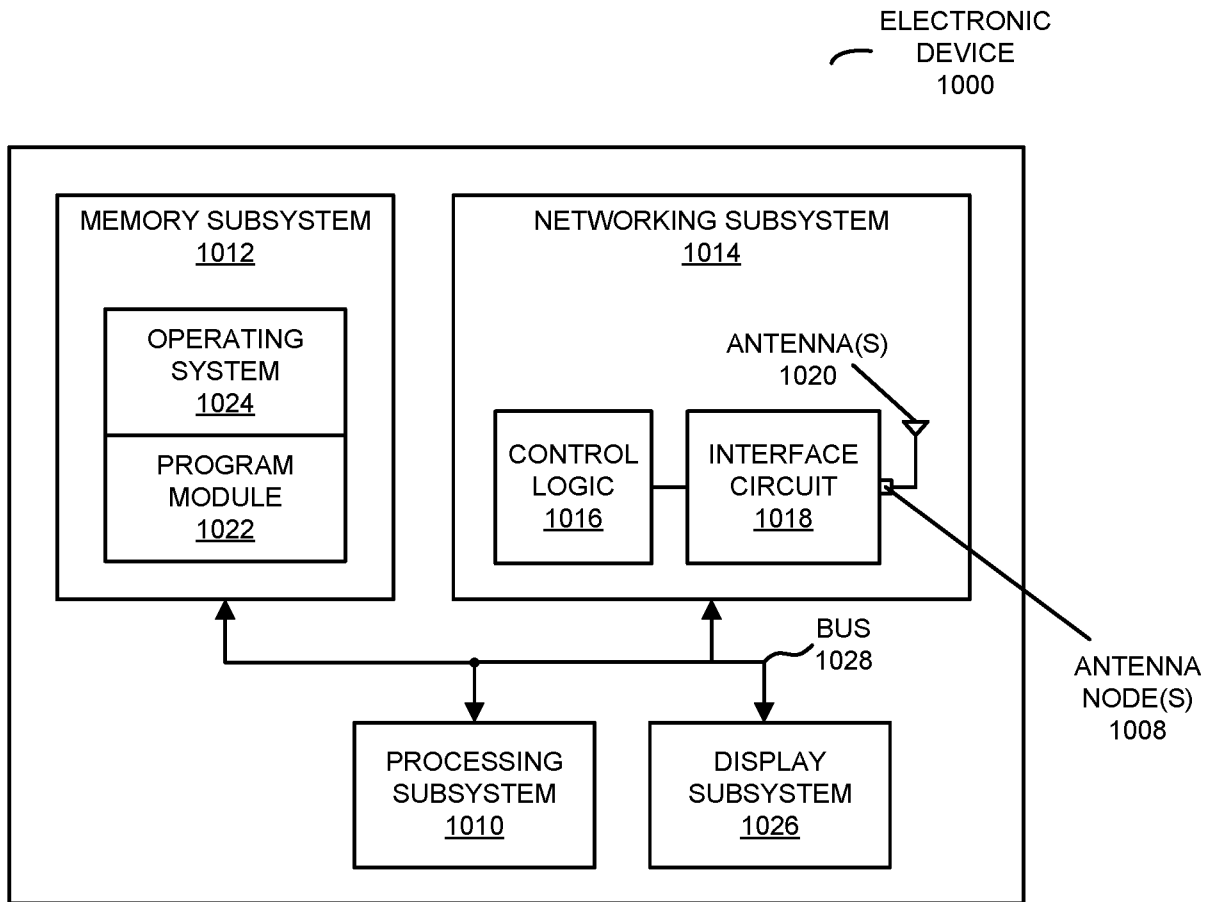 ELECTRONIC
DEVICE
1000
MEMORY SUBSYSTEM
1012
OPERATING
SYSTEM
1024
PROGRAM
MODULE
1022
NETWORKING SUBSYSTEM
1014
ANTENNA(S)
1020
CONTROL
LOGIC
1016
INTERFACE
CIRCUIT
1018
BUS
1028
ANTENNA
NODE(S)
1008
PROCESSING
SUBSYSTEM
1010
DISPLAY
SUBSYSTEM
1026